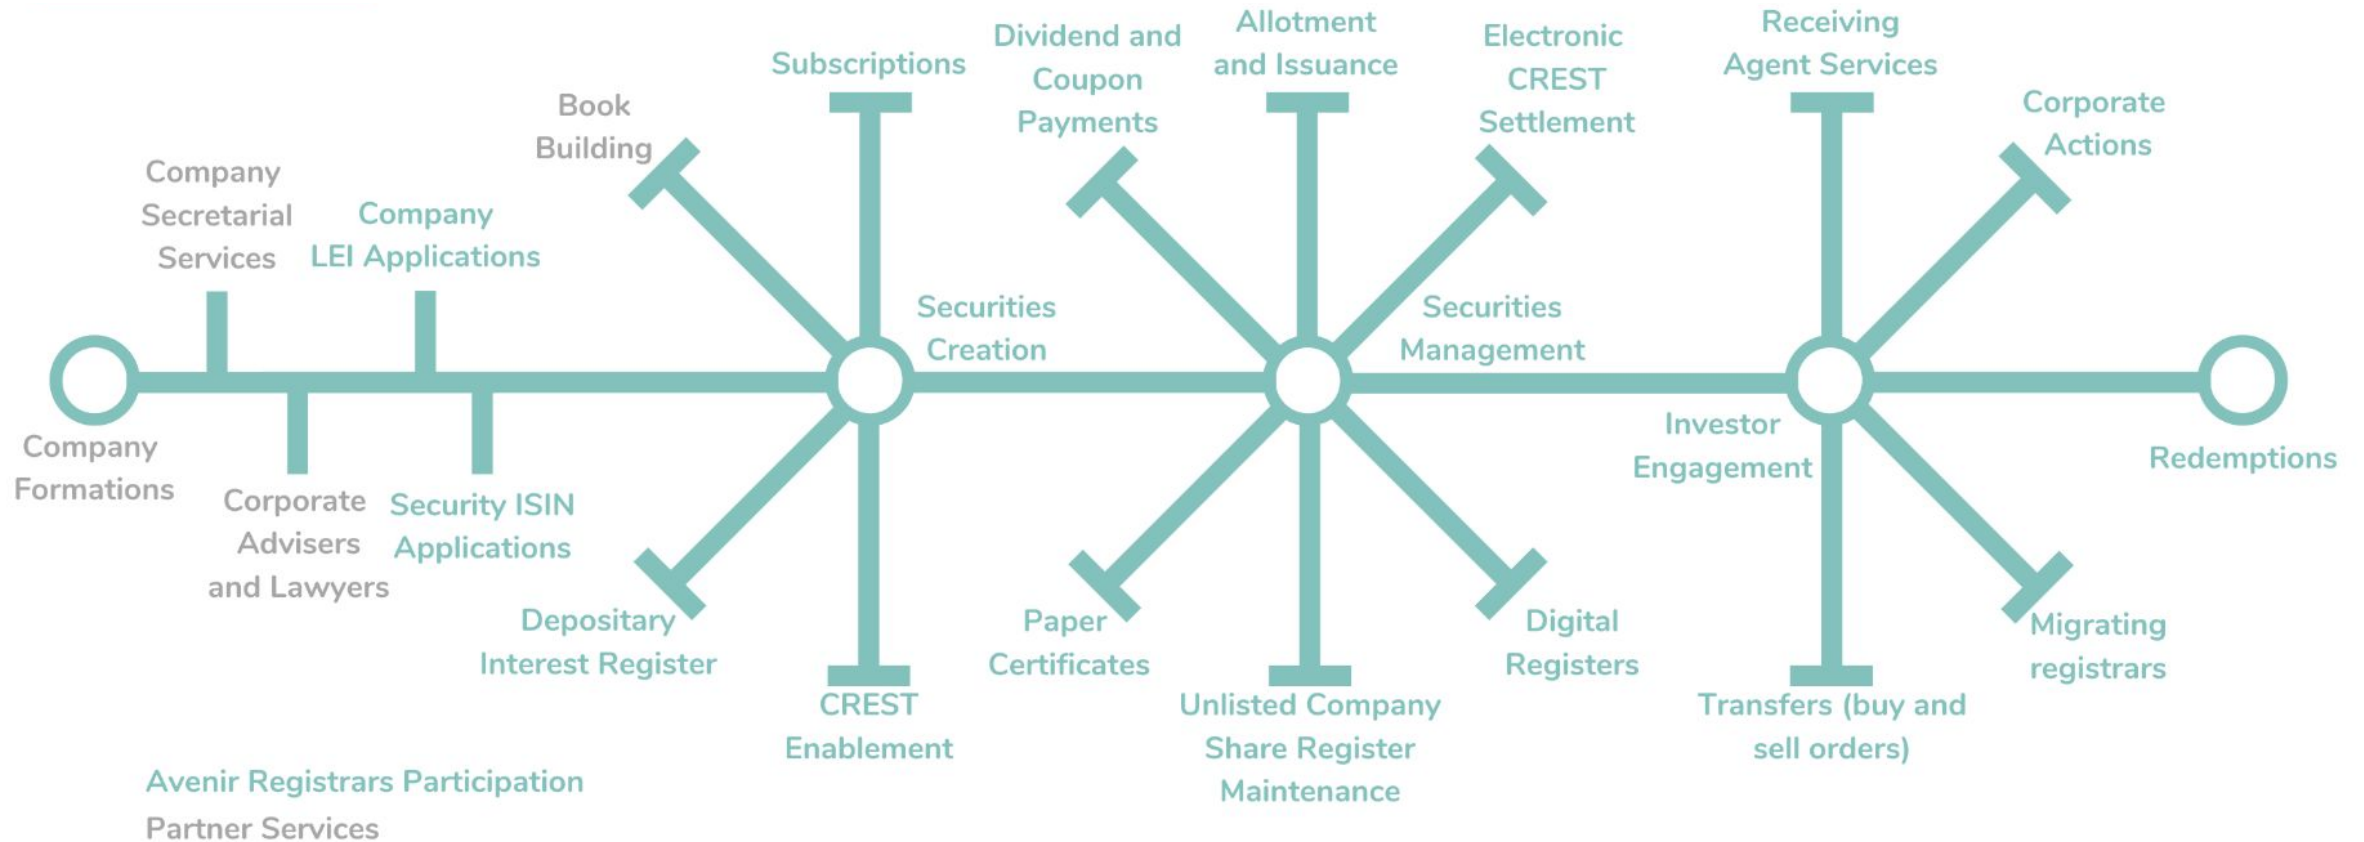 Company
Formations
Company
Secretarial
Services
Corporate
Advisers
and Lawyers
Company
LEI Applications
Security ISIN
Applications
Book
Building
Subscriptions
Securities
Creation
Depositary
Interest Register
CREST
Enablement
Dividend and
Coupon
Payments
Allotment
and Issuance
Electronic
CREST
Settlement
Securities
Management
Paper
Certificates
Unlisted Company
Share Register
Maintenance
Digital
Registers
Receiving
Agent Services
Corporate
Actions
Investor
Engagement
Transfers (buy and
sell orders)
Migrating
registrars
Redemptions
Avenir Registrars Participation
Partner Services